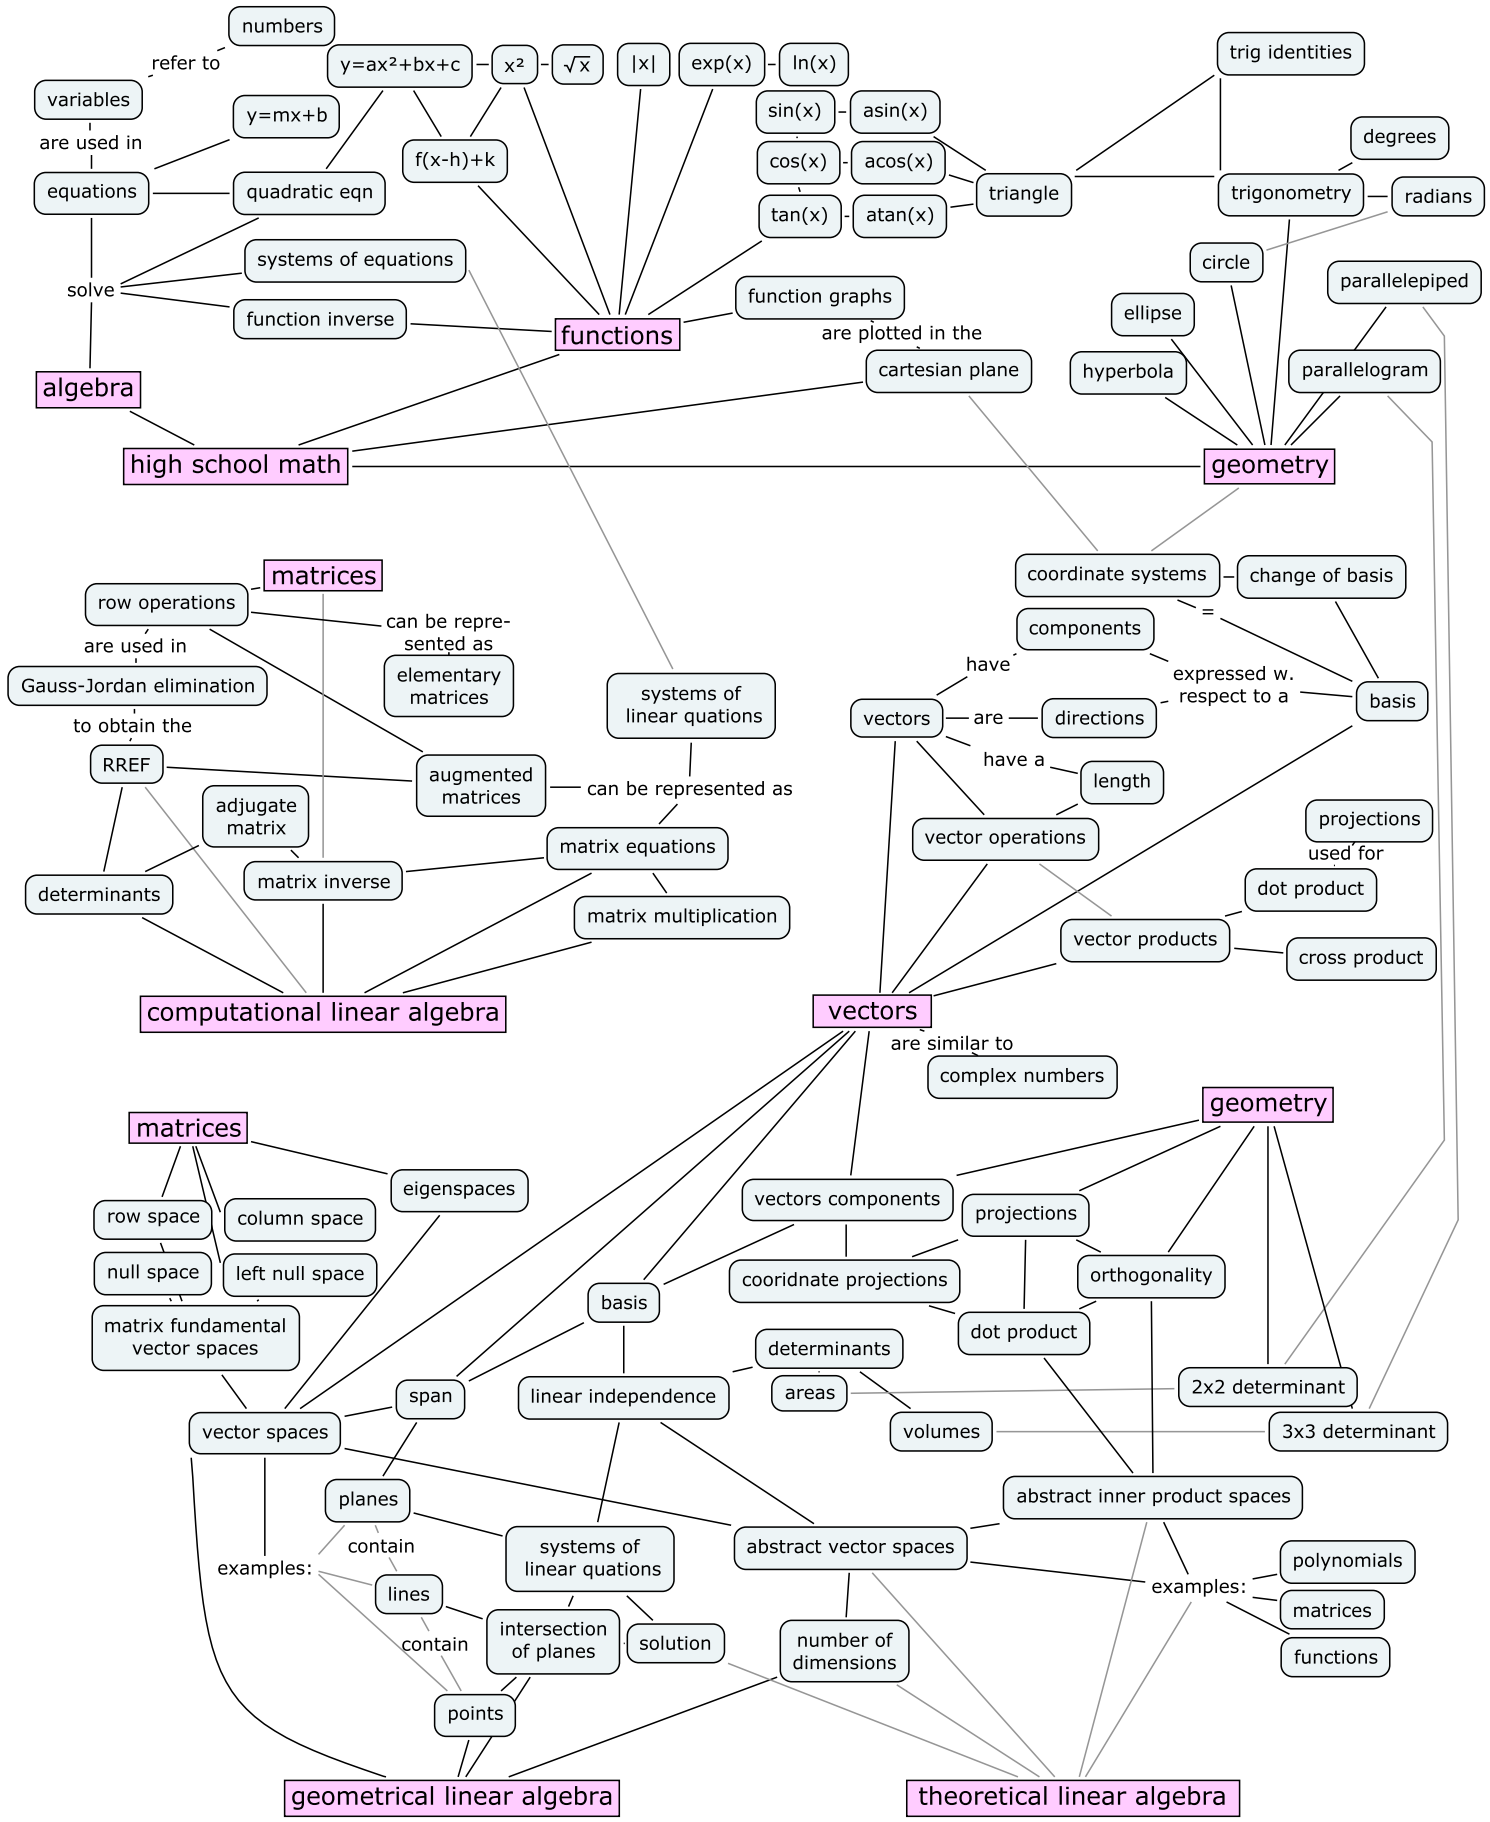 numbers
refer to
variables
are used in
equations
y=mx+b
quadratic eqn
y=ax²+bx+c
x²
√x
|x|
exp(x)
ln(x)
f(x-h)+k
sin(x)
asin(x)
cos(x)
acos(x)
tan(x)
atan(x)
triangle
trig identities
degrees
trigonometry
radians
circle
parallelepiped
ellipse
hyperbola
parallelogram
solve
systems of equations
function inverse
functions
function graphs
are plotted in the
cartesian plane
algebra
high school math
geometry
matrices
row operations
can be repre-
sented as
elementary
matrices
are used in
Gauss-Jordan elimination
to obtain the
RREF
augmented
matrices
systems of
linear quations
can be represented as
adjugate
matrix
matrix equations
determinants
matrix inverse
matrix multiplication
computational linear algebra
coordinate systems
change of basis
=
components
have
expressed w.
respect to a
basis
vectors
are
directions
have a
length
vector operations
projections
used for
dot product
vector products
cross product
vectors
are similar to
complex numbers
matrices
eigenspaces
row space
column space
null space
left null space
matrix fundamental
vector spaces
geometry
vectors components
projections
cooridnate projections
orthogonality
basis
dot product
determinants
areas
2x2 determinant
span
linear independence
volumes
3x3 determinant
vector spaces
planes
abstract inner product spaces
contain
examples:
lines
systems of
linear quations
abstract vector spaces
polynomials
examples:
matrices
functions
contain
intersection
of planes
solution
number of
dimensions
points
geometrical linear algebra
theoretical linear algebra